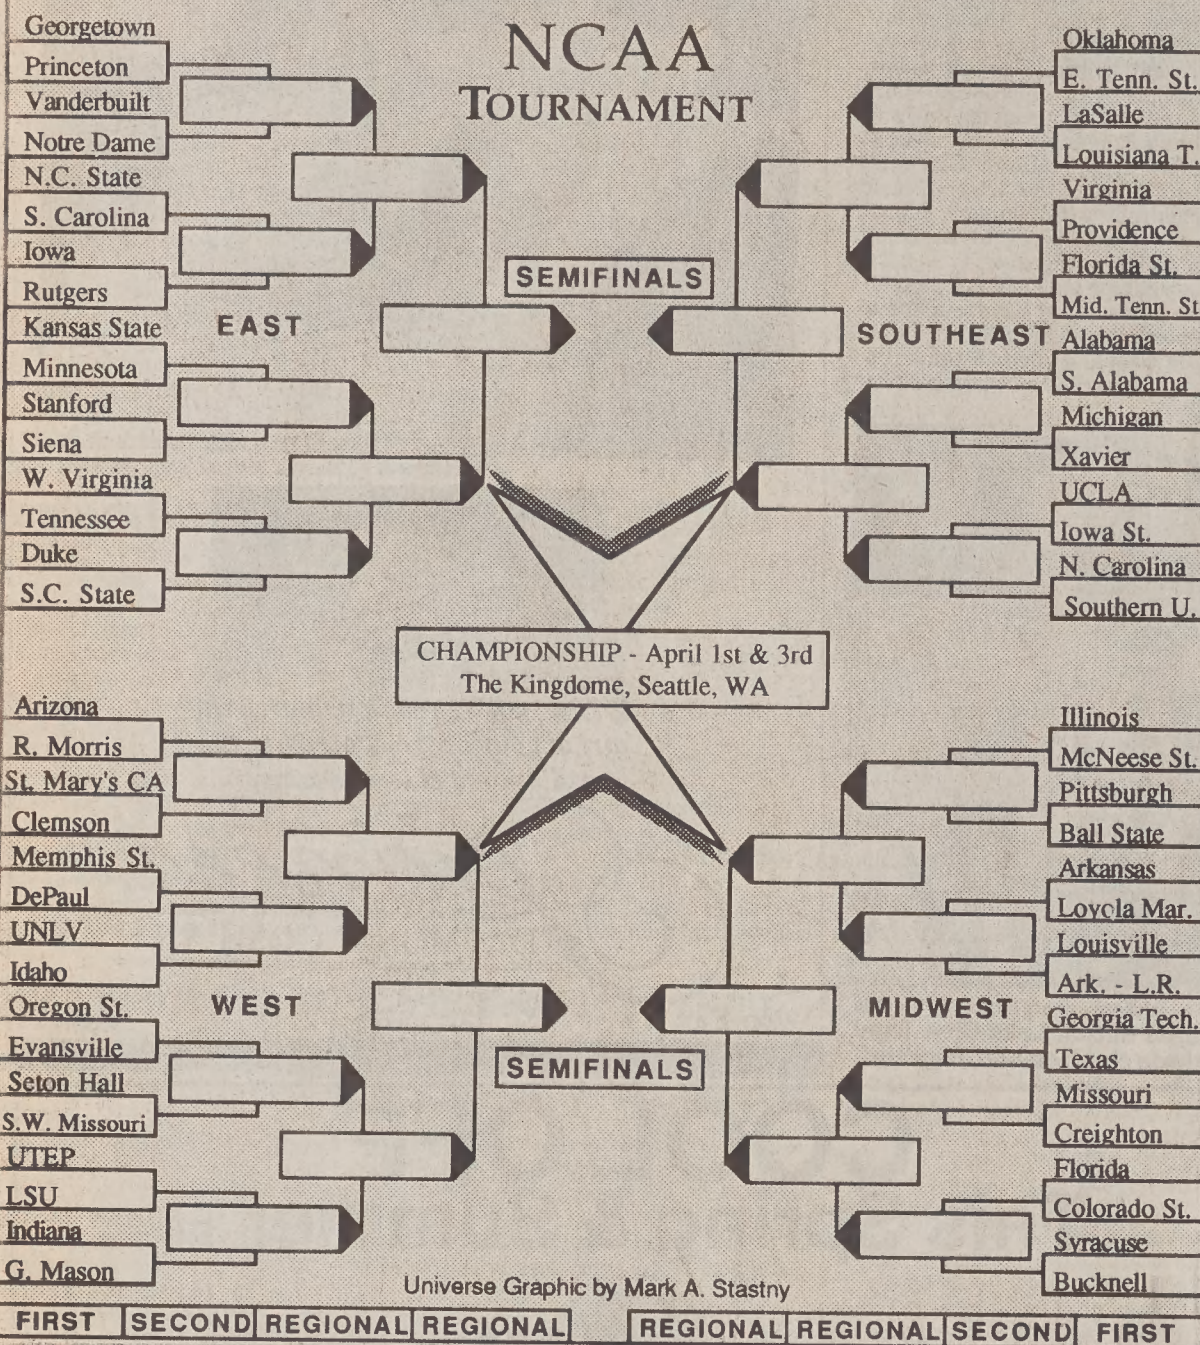 NCAA
TOURNAMENT
Georgetown
Princeton
Vanderbuilt
Notre Dame
N.C. State
S. Carolina
Iowa
Rutgers
Kansas State
Minnesota
Stanford
Siena
W. Virginia
Tennessee
Duke
S.C. State
EAST
SEMIFINALS
Oklahoma
E. Tenn. St.
LaSalle
Louisiana T.
Virginia
Providence
Florida St.
Mid. Tenn. St
Alabama
S. Alabama
Michigan
Xavier
UCLA
Iowa St.
N. Carolina
Southern U.
SOUTHEAST
CHAMPIONSHIP - April 1st & 3rd
The Kingdome, Seattle, WA
Arizona
R. Morris
St. Mary's CA
Clemson
Memphis St.
DePaul
UNLV
Idaho
Oregon St.
Evansville
Seton Hall
S.W. Missouri
UTEP
LSU
Indiana
G. Mason
WEST
SEMIFINALS
Illinois
McNeese St.
Pittsburgh
Ball State
Arkansas
Loyola Mar.
Louisville
Ark. - L.R.
Georgia Tech.
Texas
Missouri
Creighton
Florida
Colorado St.
Syracuse
Bucknell
MIDWEST
Universe Graphic by Mark A. Stastny
FIRST SECOND REGIONAL REGIONAL REGIONAL REGIONAL SECOND FIRST